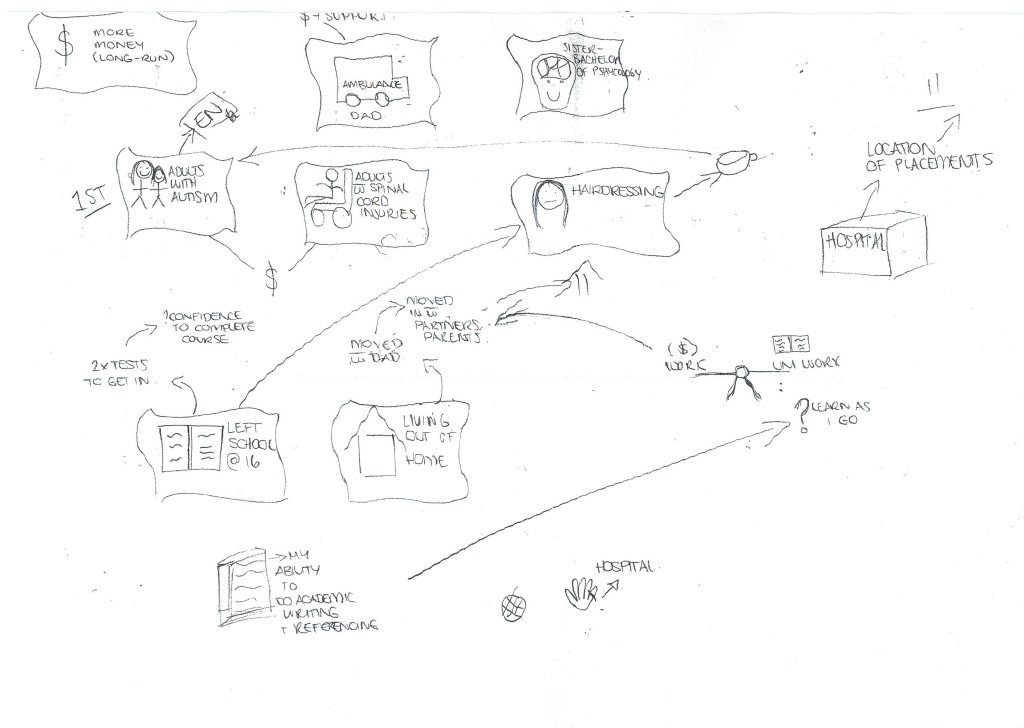 $ MORE
MONEY
(LONG-RUN)
$ + SUPPORT.
AMBULANCE
DAD
SISTER-
BACHELOR
OF PSHYCOLOGY
EN
1ST
ADULTS
WITH
AUTISM
ADULTS
W SPINAL
CORD
INJURIES
HAIRDRESSING
LOCATION
OF PLACEMENTS
HOSPITAL
$
? CONFIDENCE
TO COMPLETE
COURSE
2x TESTS
TO GET IN
MOVED
IN W
PARTNERS
PARENTS.
MOVED
W DAD
($)
WORK
UNI WORK
LEFT
SCHOOL
@ 16
LIVING
OUT OF
HOME
? LEARN AS
I GO
MY
ABILITY
TO
DO ACADEMIC
WRITING
+ REFERENCING
HOSPITAL